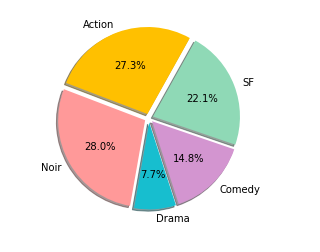 Action
27.3%
SF
22.1%
28.0%
14.8%
Noir
7.7%
Comedy
Drama